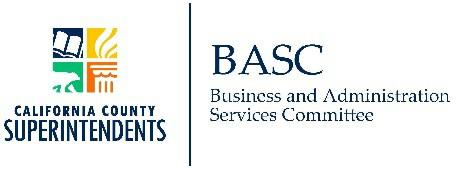 CALIFORNIA COUNTY
SUPERINTENDENTS
BASC
Business and Administration
Services Committee